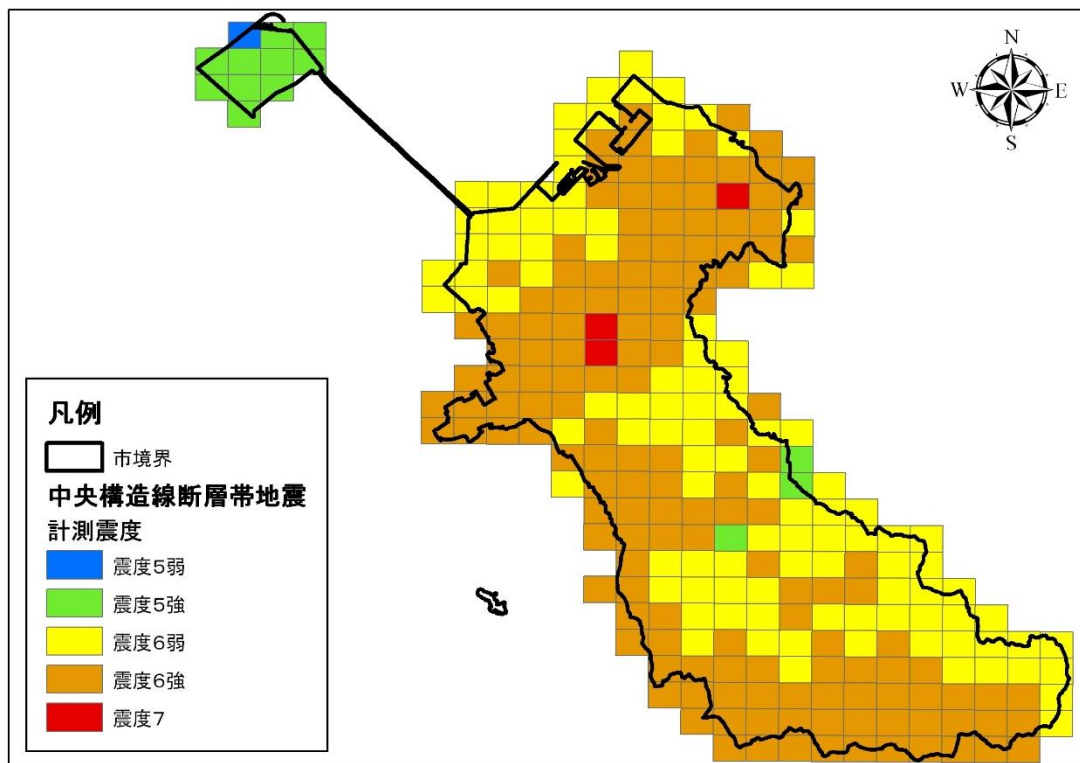 N
W E
S
凡例
市境界
中央構造線断層帯地震
計測震度
震度５弱
震度５強
震度６弱
震度６強
震度７